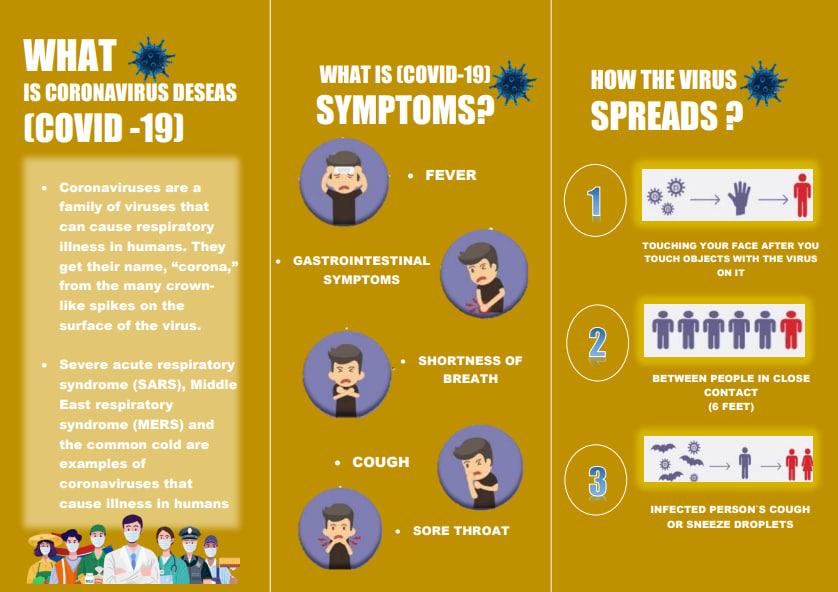 WHAT
IS CORONAVIRUS DESEAS
(COVID -19)
• Coronaviruses are a
family of viruses that
can cause respiratory
illness in humans. They
get their name, “corona,”
from the many crown-
like spikes on the
surface of the virus.
• Severe acute respiratory
syndrome (SARS), Middle
East respiratory
syndrome (MERS) and
the common cold are
examples of
coronaviruses that
cause illness in humans
WHAT IS (COVID-19)
SYMPTOMS?
• FEVER
• GASTROINTESTINAL
SYMPTOMS
• SHORTNESS OF
BREATH
• COUGH
• SORE THROAT
HOW THE VIRUS
SPREADS ?
1
TOUCHING YOUR FACE AFTER YOU
TOUCH OBJECTS WITH THE VIRUS
ON IT
2
BETWEEN PEOPLE IN CLOSE
CONTACT
(6 FEET)
3
INFECTED PERSON`S COUGH
OR SNEEZE DROPLETS